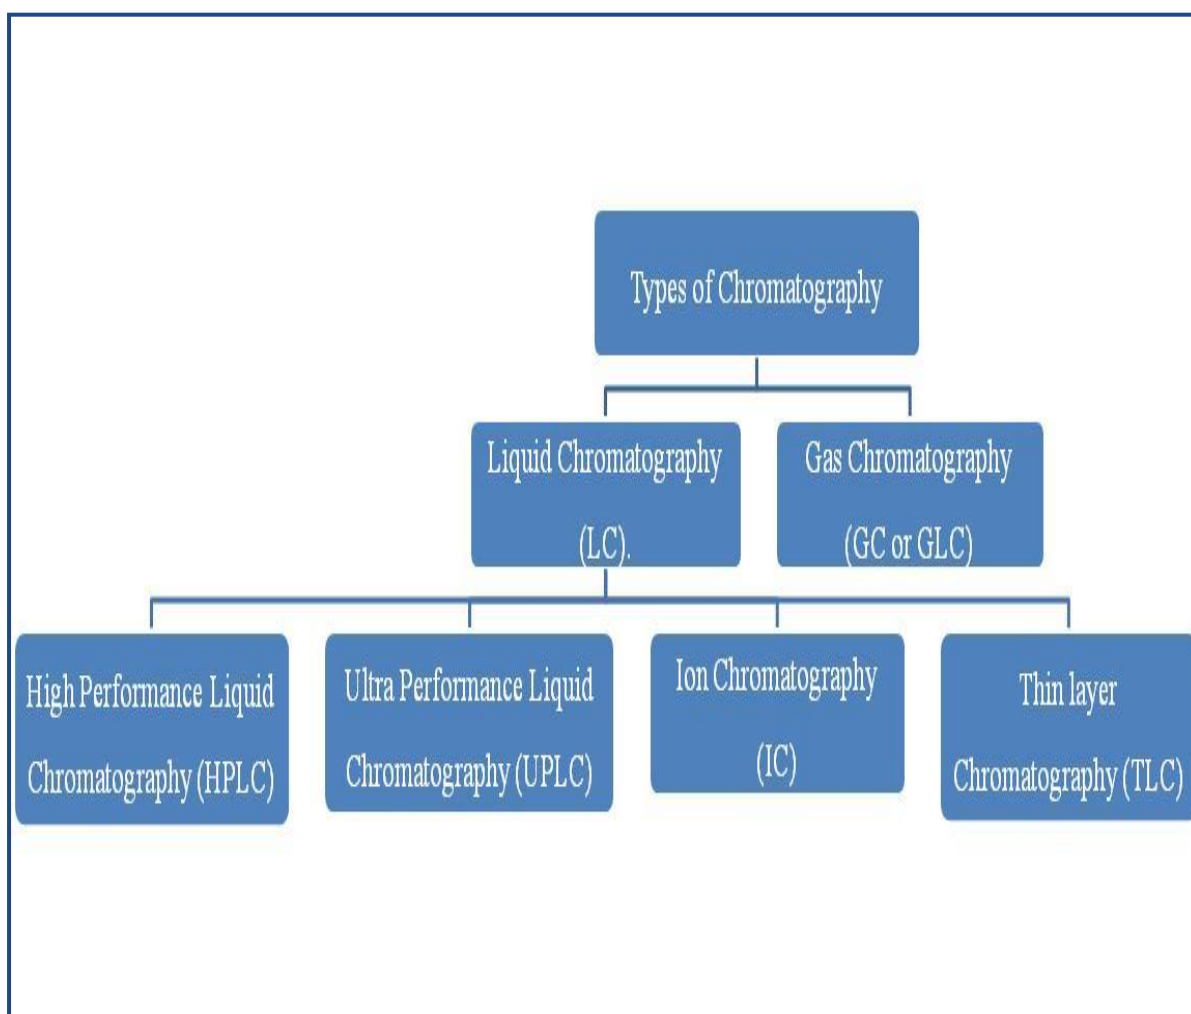 Types of Chromatography
Liquid Chromatography
(LC).
Gas Chromatography
(GC or GLC)
High Performance Liquid
Chromatography (HPLC)
Ultra Performance Liquid
Chromatography (UPLC)
Ion Chromatography
(IC)
Thin layer
Chromatography (TLC)